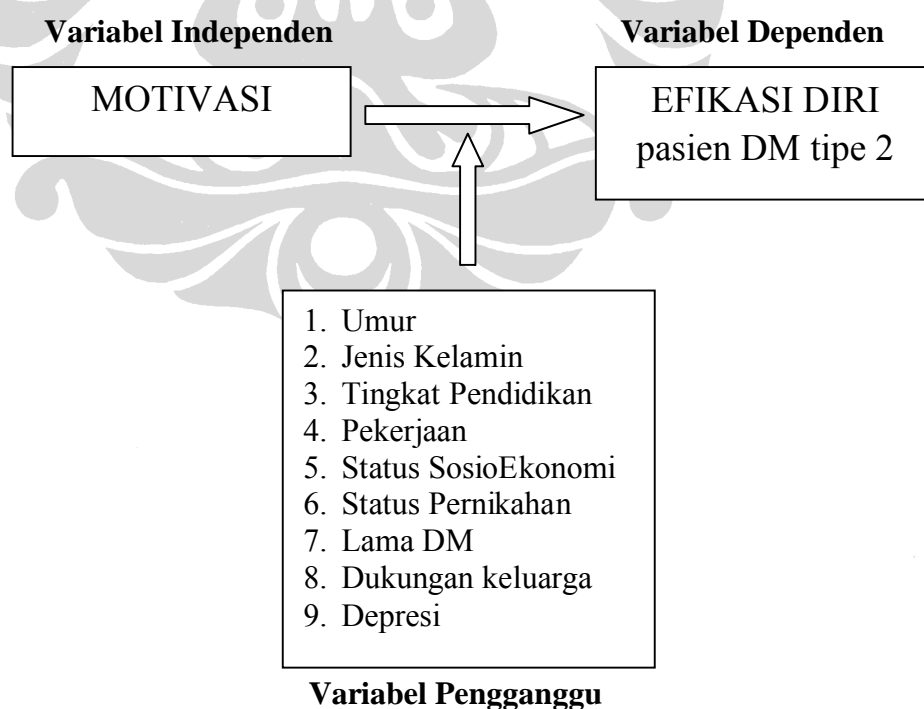 Variabel Independen
Variabel Dependen
MOTIVASI
EFIKASI DIRI
pasien DM tipe 2
1. Umur
2. Jenis Kelamin
3. Tingkat Pendidikan
4. Pekerjaan
5. Status SosioEkonomi
6. Status Pernikahan
7. Lama DM
8. Dukungan keluarga
9. Depresi
Variabel Pengganggu